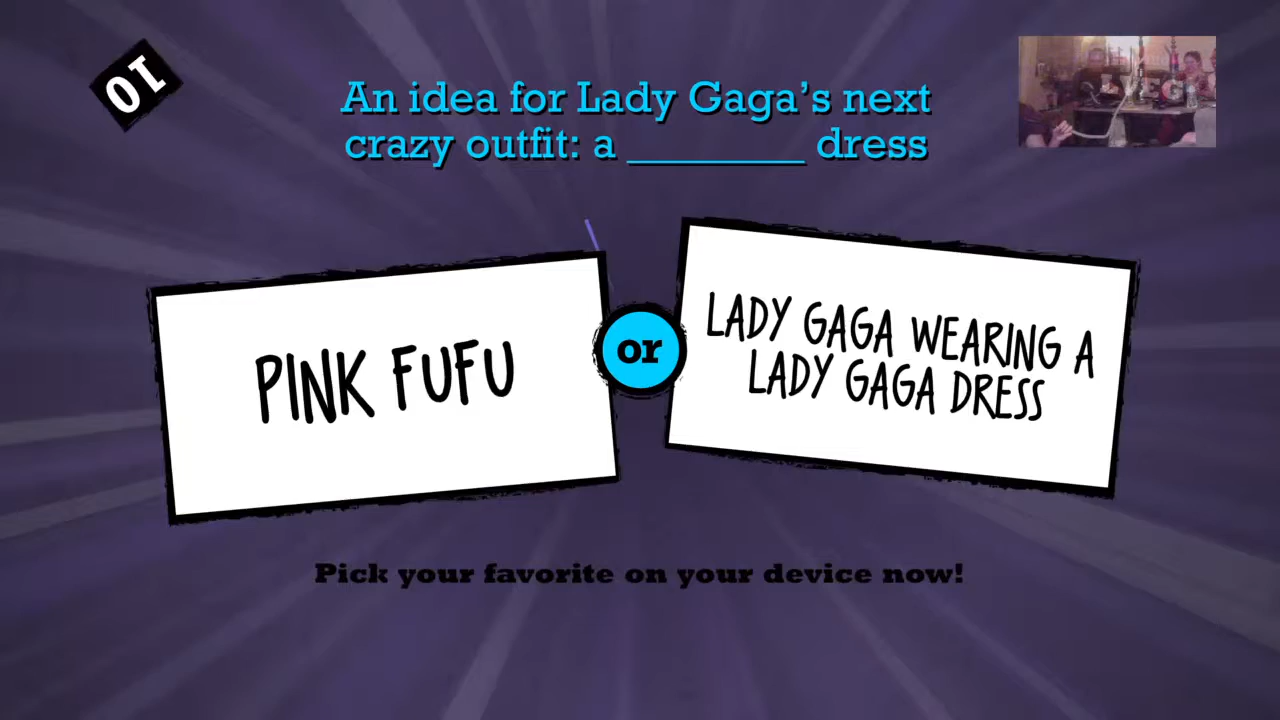 10
An idea for Lady Gaga's next
crazy outfit: a ________ dress
PINK FUFU
or
LADY GAGA WEARING A
LADY GAGA DRESS
Pick your favorite on your device now!